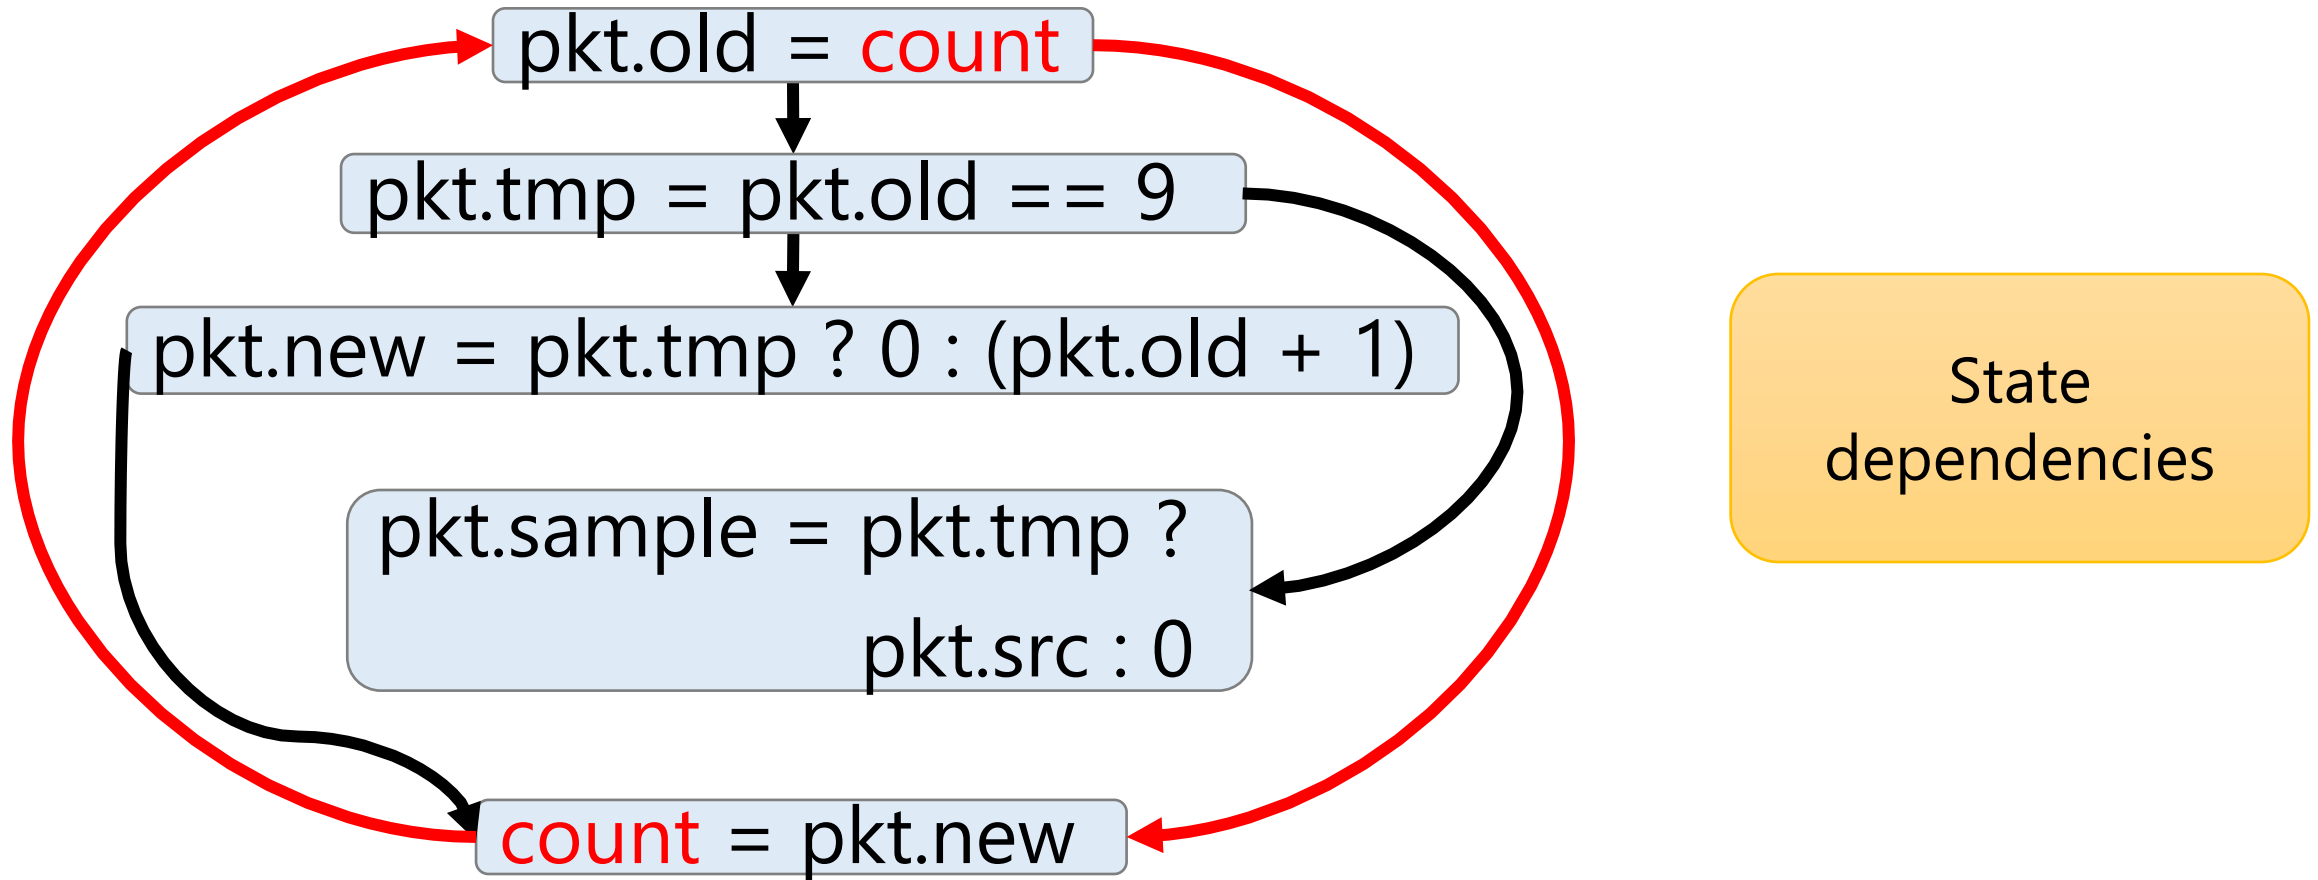 pkt.old = count
pkt.tmp = pkt.old == 9
pkt.new = pkt.tmp ? 0 : (pkt.old + 1)
pkt.sample = pkt.tmp ?
pkt.src : 0
count = pkt.new
State
dependencies